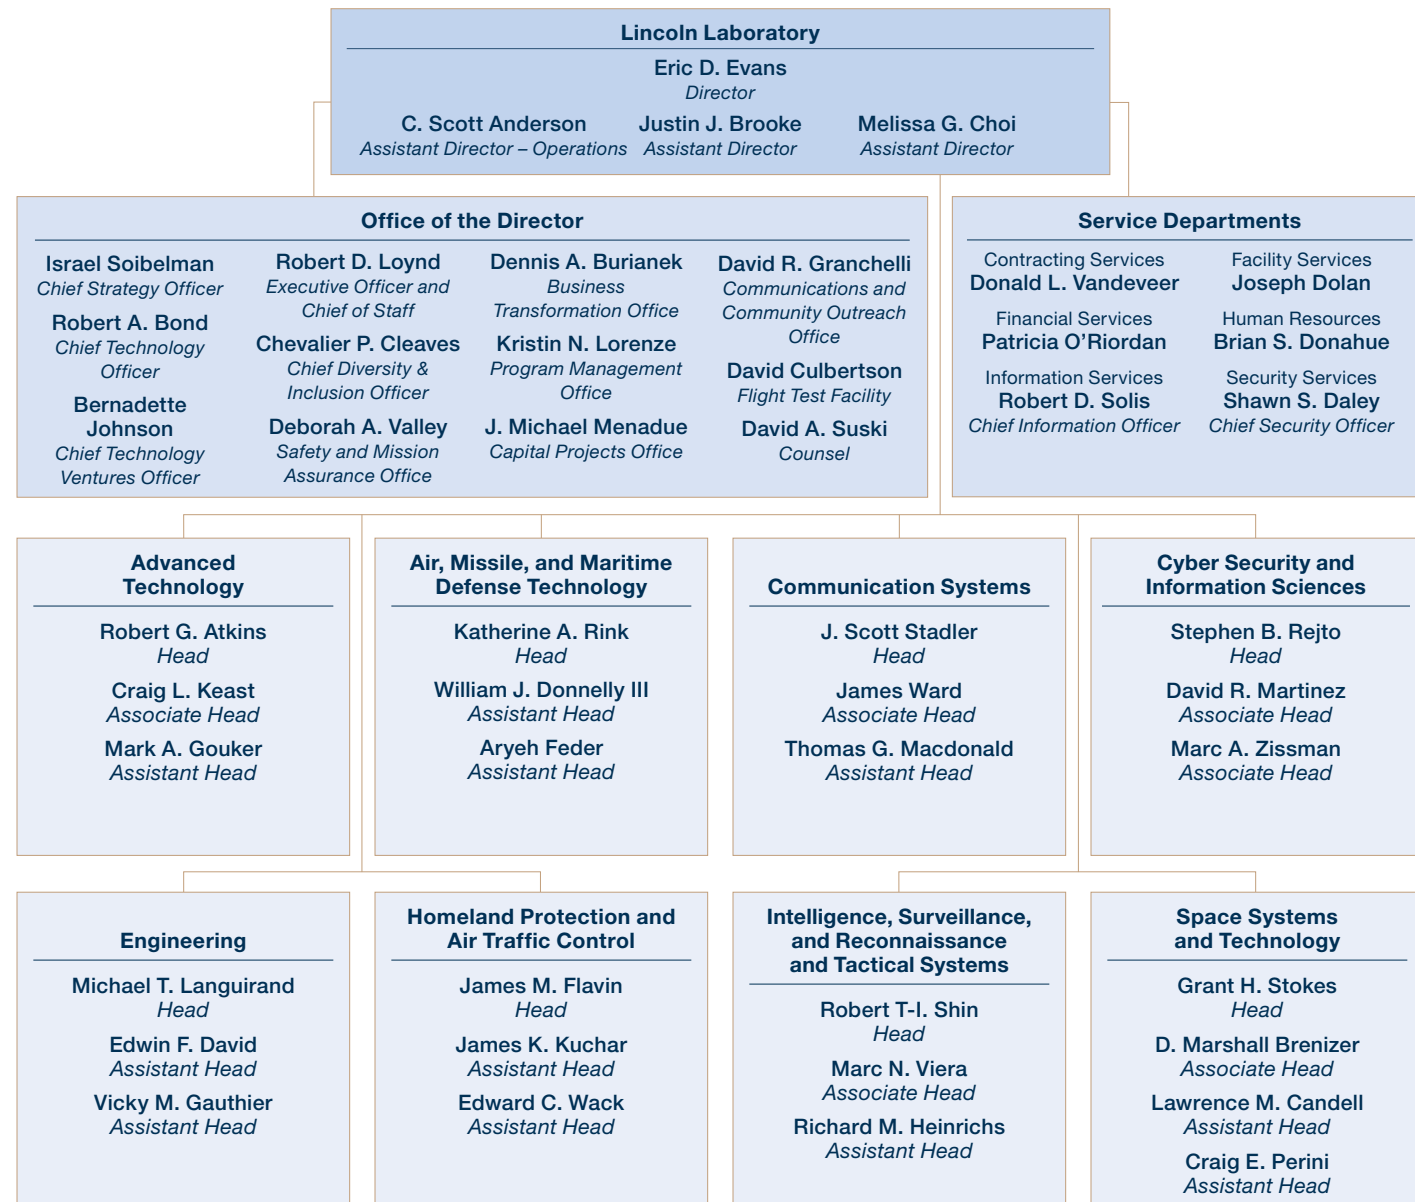 Lincoln Laboratory
Eric D. Evans
Director
C. Scott Anderson
Assistant Director – Operations
Justin J. Brooke
Assistant Director
Melissa G. Choi
Assistant Director
Office of the Director
Israel Soibelman
Chief Strategy Officer
Robert A. Bond
Chief Technology
Officer
Bernadette
Johnson
Chief Technology
Ventures Officer
Robert D. Loynd
Executive Officer and
Chief of Staff
Chevalier P. Cleaves
Chief Diversity &
Inclusion Officer
Deborah A. Valley
Safety and Mission
Assurance Office
Dennis A. Burianek
Business
Transformation Office
Kristin N. Lorenze
Program Management
Office
J. Michael Menadue
Capital Projects Office
David R. Granchelli
Communications and
Community Outreach
Office
David Culbertson
Flight Test Facility
David A. Suski
Counsel
Service Departments
Contracting Services
Donald L. Vandeveer
Financial Services
Patricia O’Riordan
Information Services
Robert D. Solis
Chief Information Officer
Facility Services
Joseph Dolan
Human Resources
Brian S. Donahue
Security Services
Shawn S. Daley
Chief Security Officer
Advanced
Technology
Robert G. Atkins
Head
Craig L. Keast
Associate Head
Mark A. Gouker
Assistant Head
Air, Missile, and Maritime
Defense Technology
Katherine A. Rink
Head
William J. Donnelly III
Assistant Head
Aryeh Feder
Assistant Head
Communication Systems
J. Scott Stadler
Head
James Ward
Associate Head
Thomas G. Macdonald
Assistant Head
Cyber Security and
Information Sciences
Stephen B. Rejto
Head
David R. Martinez
Associate Head
Marc A. Zissman
Associate Head
Engineering
Michael T. Languirand
Head
Edwin F. David
Assistant Head
Vicky M. Gauthier
Assistant Head
Homeland Protection and
Air Traffic Control
James M. Flavin
Head
James K. Kuchar
Assistant Head
Edward C. Wack
Assistant Head
Intelligence, Surveillance,
and Reconnaissance
and Tactical Systems
Robert T-I. Shin
Head
Marc N. Viera
Associate Head
Richard M. Heinrichs
Assistant Head
Space Systems
and Technology
Grant H. Stokes
Head
D. Marshall Brenizer
Associate Head
Lawrence M. Candell
Assistant Head
Craig E. Perini
Assistant Head